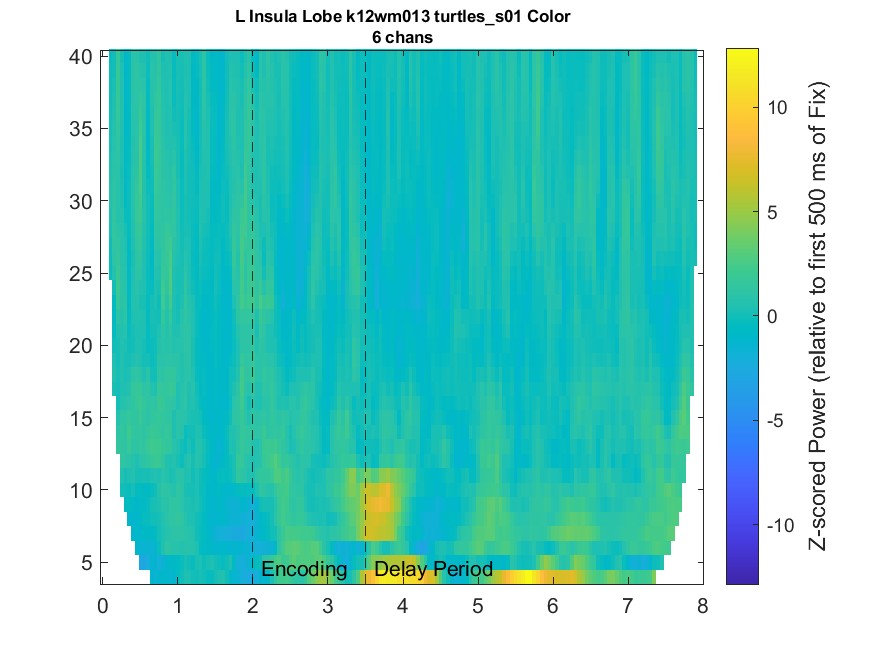 L Insula Lobe k12wm013 turtles_s01 Color
6 chans
40
35
30
25
20
15
10
5
Encoding
Delay Period
0 1 2 3 4 5 6 7 8
10
5
0
-5
-10
Z-scored Power (relative to first 500 ms of Fix)